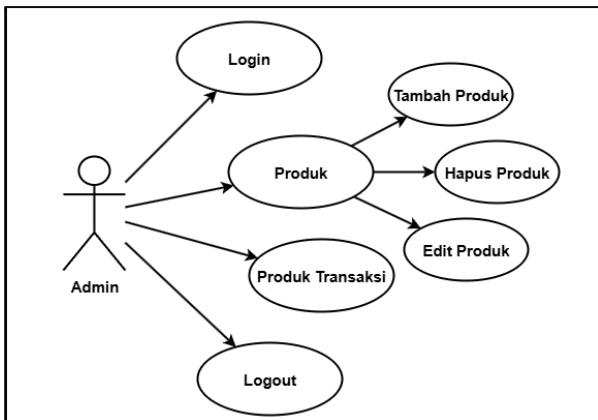 Login
Tambah Produk
Produk
Hapus Produk
Edit Produk
Produk Transaksi
Admin
Logout